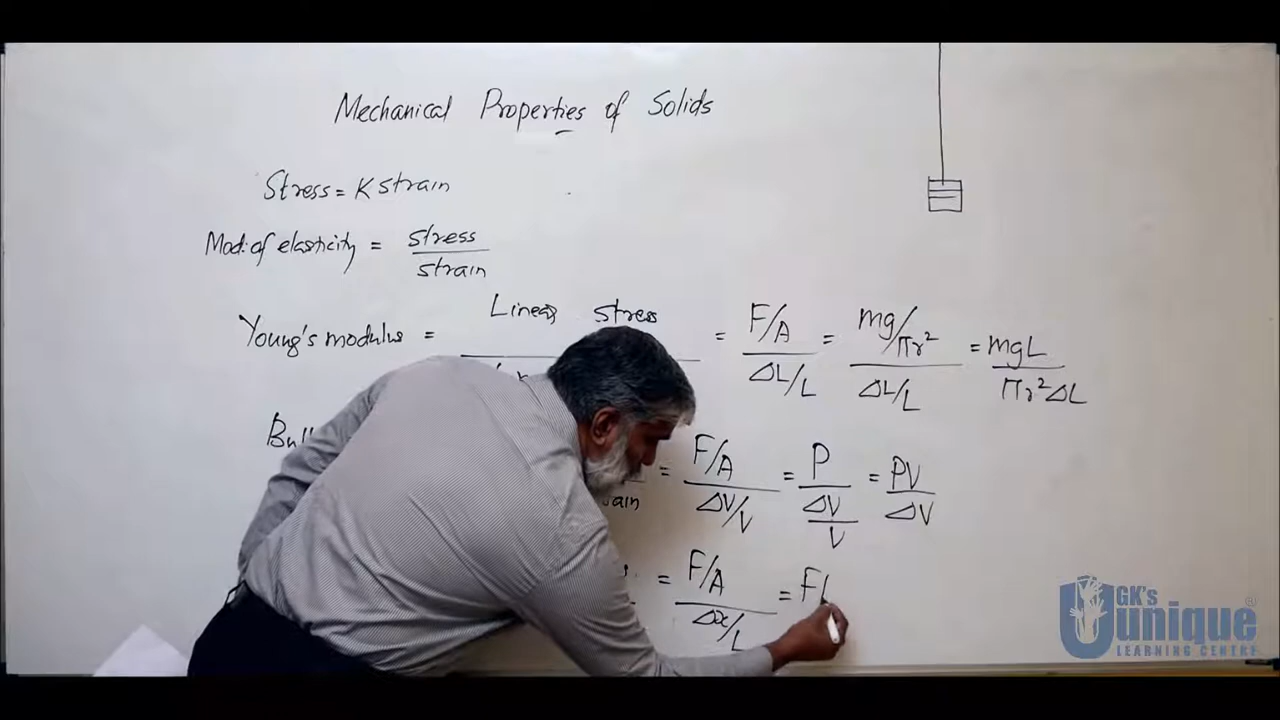 Mechanical Properties of Solids
Stress = K strain
Mod: of elasticity = stress / strain
Young's modulus = Linear stress = F/A / ΔL/L = mg/πr² / ΔL/L = mgL / πr²ΔL
= F/A / ΔV/V = P / ΔV/V = PV / ΔV
= F/A / Δx/L = F
GK's
Uunique
LEARNING CENTRE